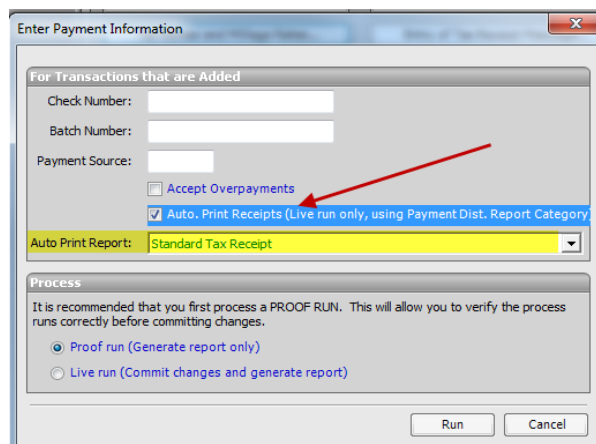 Enter Payment Information
For Transactions that are Added
Check Number:
Batch Number:
Payment Source:
Accept Overpayments
Auto. Print Receipts (Live run only, using Payment Dist. Report Category)
Auto Print Report: Standard Tax Receipt
Process
It is recommended that you first process a PROOF RUN. This will allow you to verify the process
runs correctly before committing changes.
Proof run (Generate report only)
Live run (Commit changes and generate report)
Run Cancel